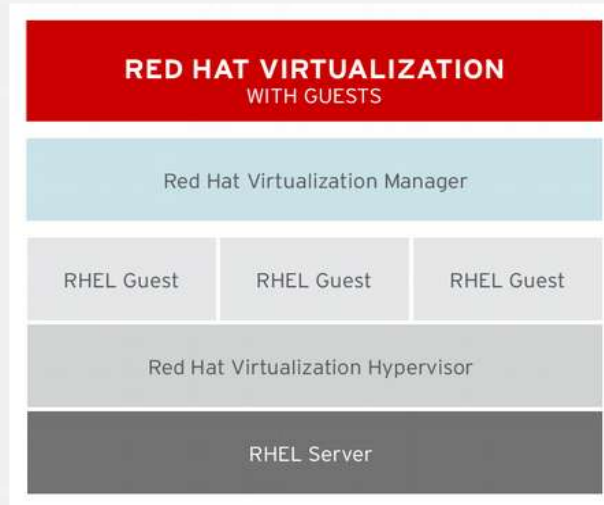 RED HAT VIRTUALIZATION
WITH GUESTS
Red Hat Virtualization Manager
RHEL Guest RHEL Guest RHEL Guest
Red Hat Virtualization Hypervisor
RHEL Server